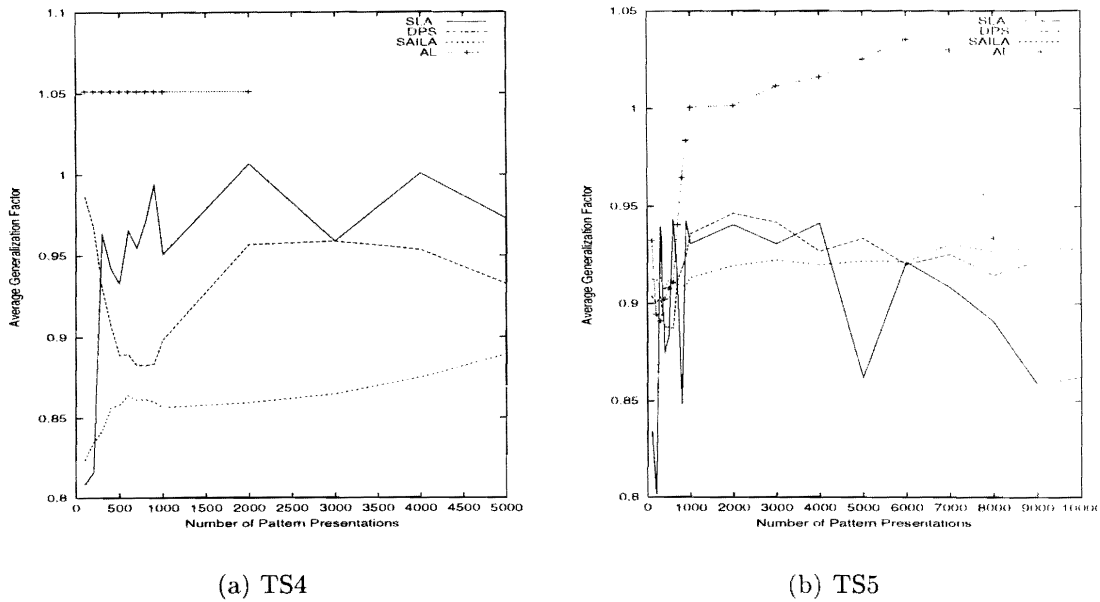 1.1
1.05
1
0.95
0.9
0.85
0.8
Average Generalization Factor
SLA
DPS
SAILA
AL
0 500 1000 1500 2000 2500 3000 3500 4000 4500 5000
Number of Pattern Presentations
(a) TS4
1.05
1
0.95
0.9
0.85
0.8
Average Generalization Factor
SLA
DPS
SAILA
AL
0 1000 2000 3000 4000 5000 6000 7000 8000 9000 10000
Number of Pattern Presentations
(b) TS5